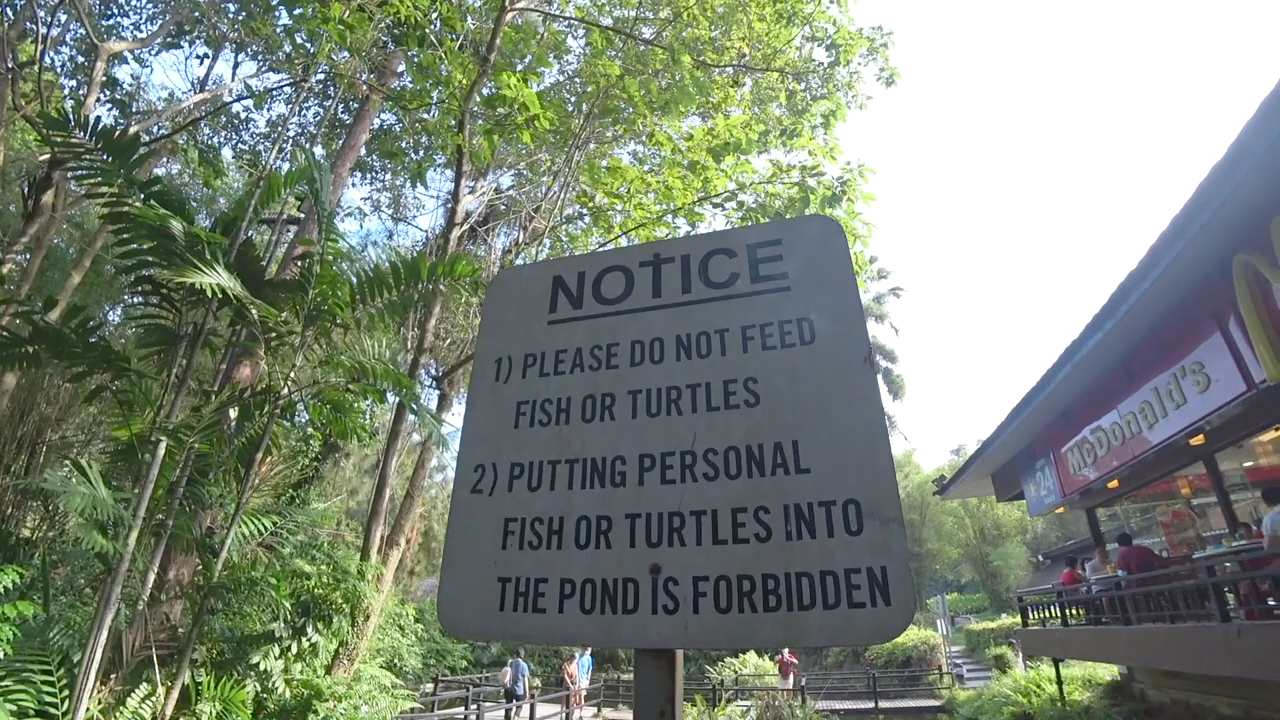 NOTICE
1) PLEASE DO NOT FEED
FISH OR TURTLES
2) PUTTING PERSONAL
FISH OR TURTLES INTO
THE POND IS FORBIDDEN
McDonald's
24